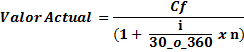 Valor Actual = Cf
(1 + i
30_o_360 x n)